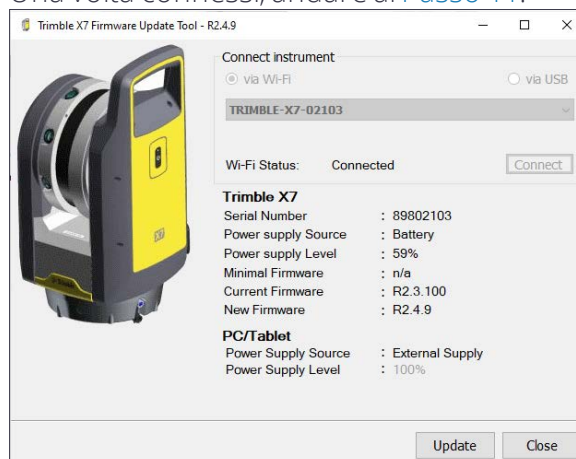 Trimble X7 Firmware Update Tool - R2.4.9
Connect instrument
via Wi-Fi
via USB
TRIMBLE-X7-02103
Wi-Fi Status: Connected
Connect
Trimble X7
Serial Number : 89802103
Power supply Source : Battery
Power supply Level : 59%
Minimal Firmware : n/a
Current Firmware : R2.3.100
New Firmware : R2.4.9
PC/Tablet
Power Supply Source : External Supply
Power Supply Level : 100%
Update
Close